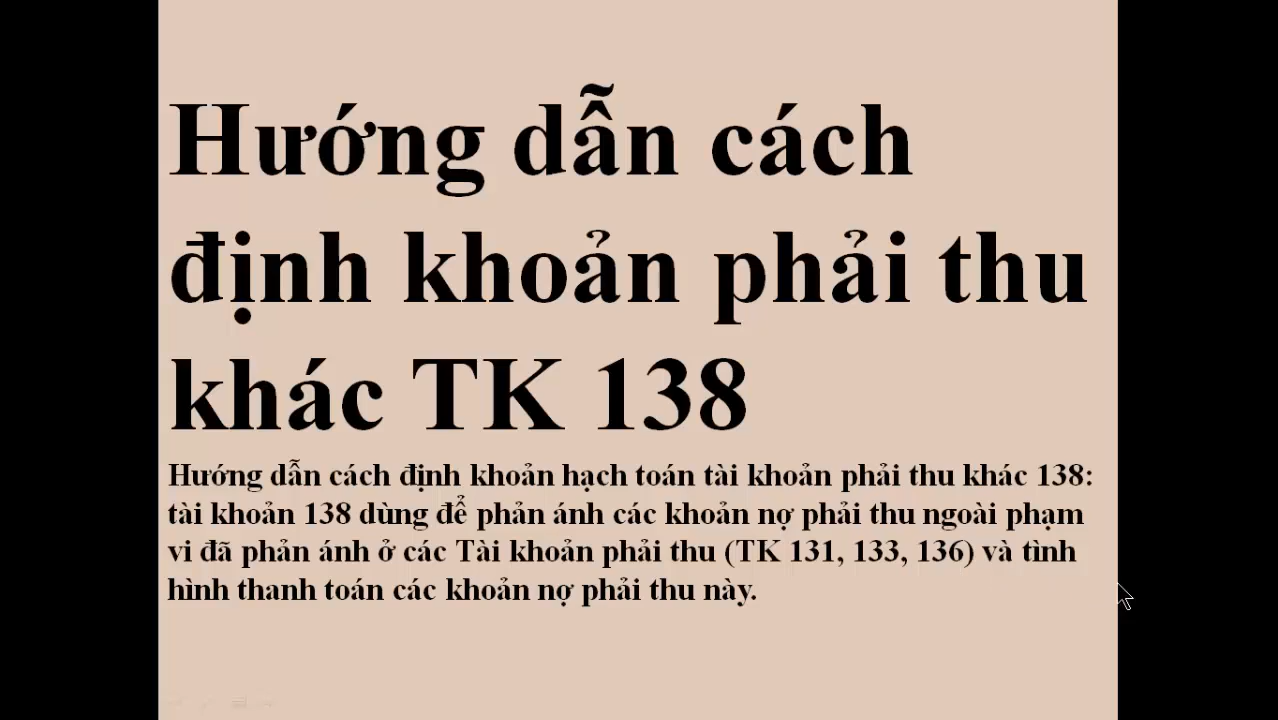 Hướng dẫn cách
định khoản phải thu
khác TK 138
Hướng dẫn cách định khoản hạch toán tài khoản phải thu khác 138:
tài khoản 138 dùng để phản ánh các khoản nợ phải thu ngoài phạm
vi đã phản ánh ở các Tài khoản phải thu (TK 131, 133, 136) và tình
hình thanh toán các khoản nợ phải thu này.